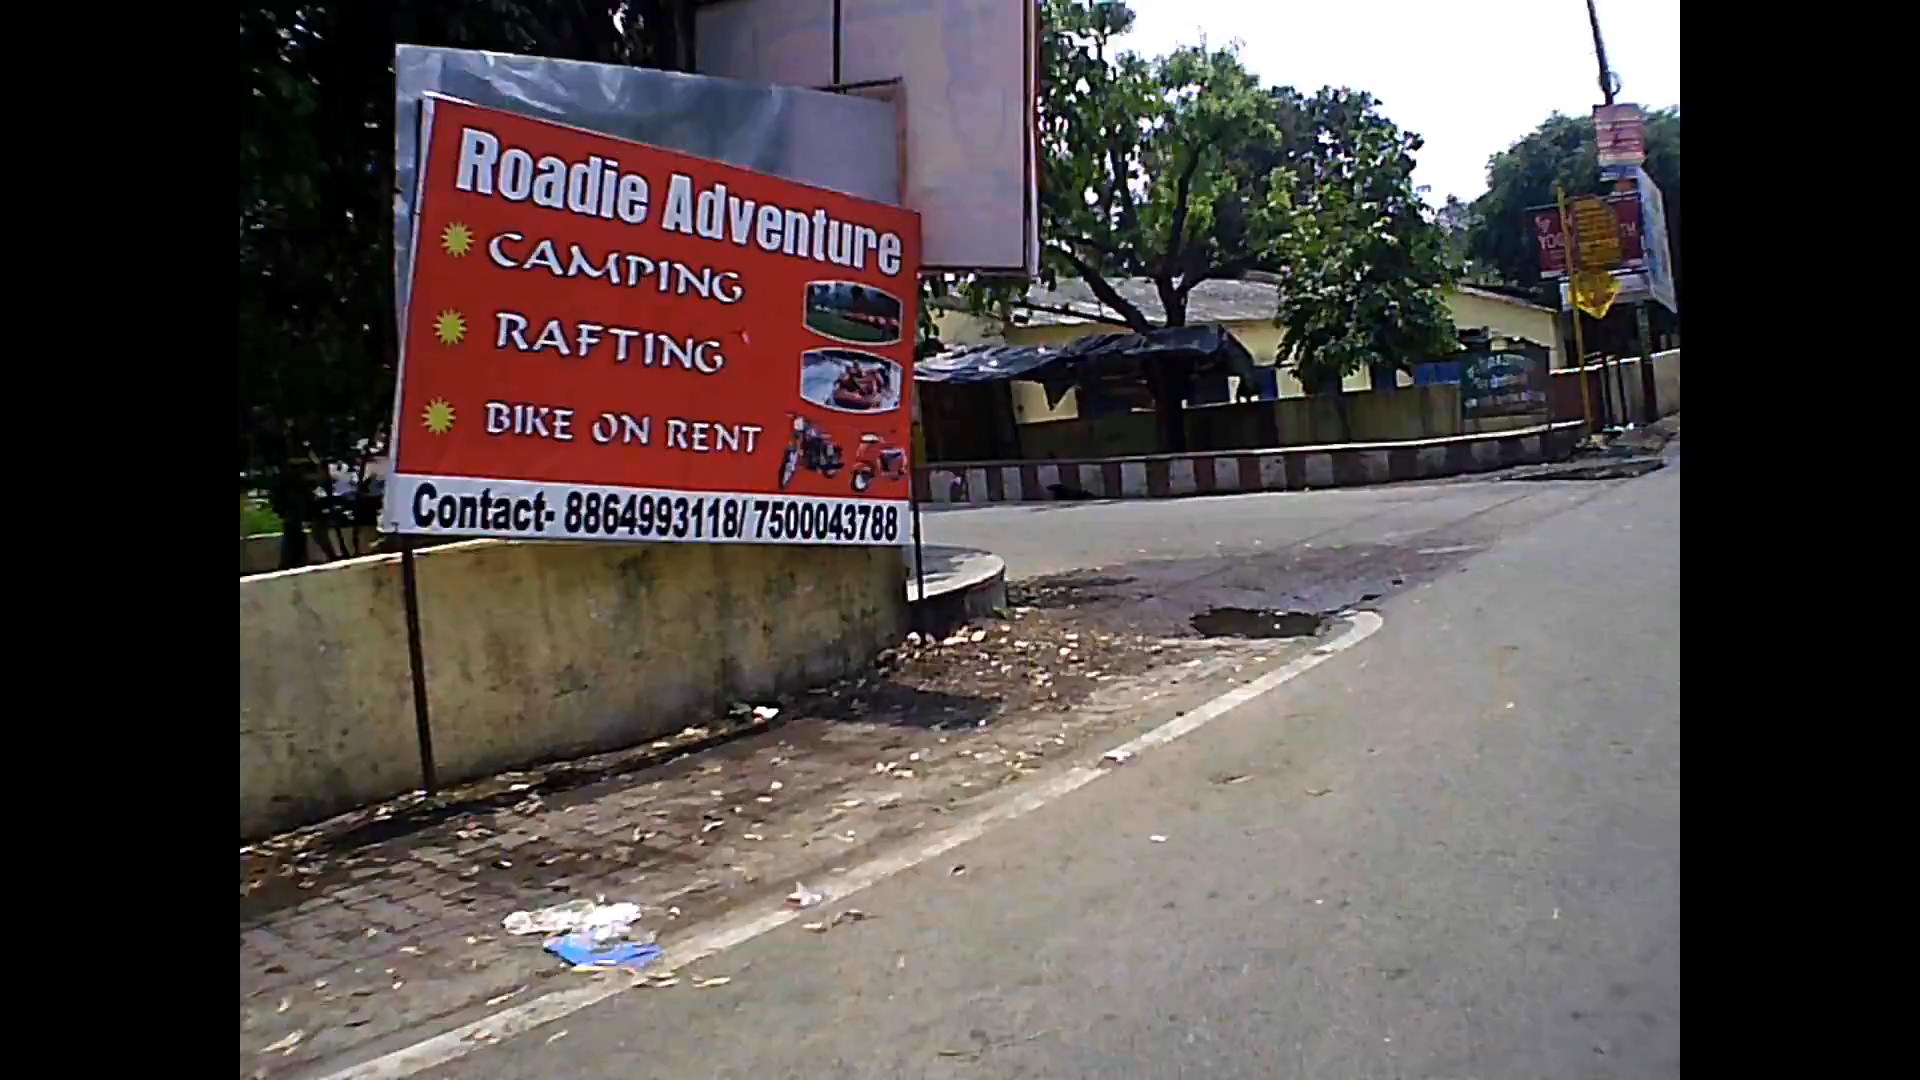 Roadie Adventure
CAMPING
RAFTING
BIKE ON RENT
Contact- 8864993118/ 7500043788